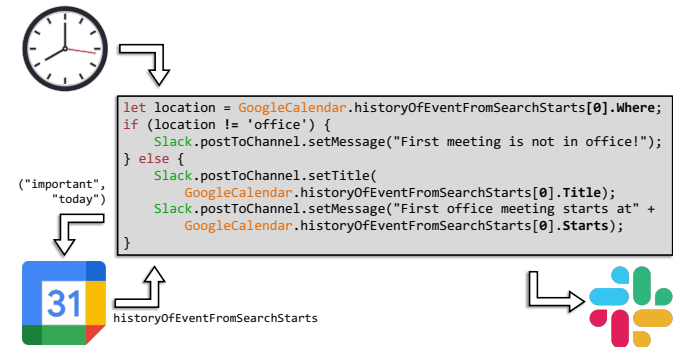 let location = GoogleCalendar.historyOfEventFromSearchStarts[0].Where;
if (location != 'office') {
    Slack.postToChannel.setMessage("First meeting is not in office!");
} else {
    Slack.postToChannel.setTitle(
        GoogleCalendar.historyOfEventFromSearchStarts[0].Title);
    Slack.postToChannel.setMessage("First office meeting starts at" +
        GoogleCalendar.historyOfEventFromSearchStarts[0].Starts);
}
("important",
"today")
31
historyOfEventFromSearchStarts